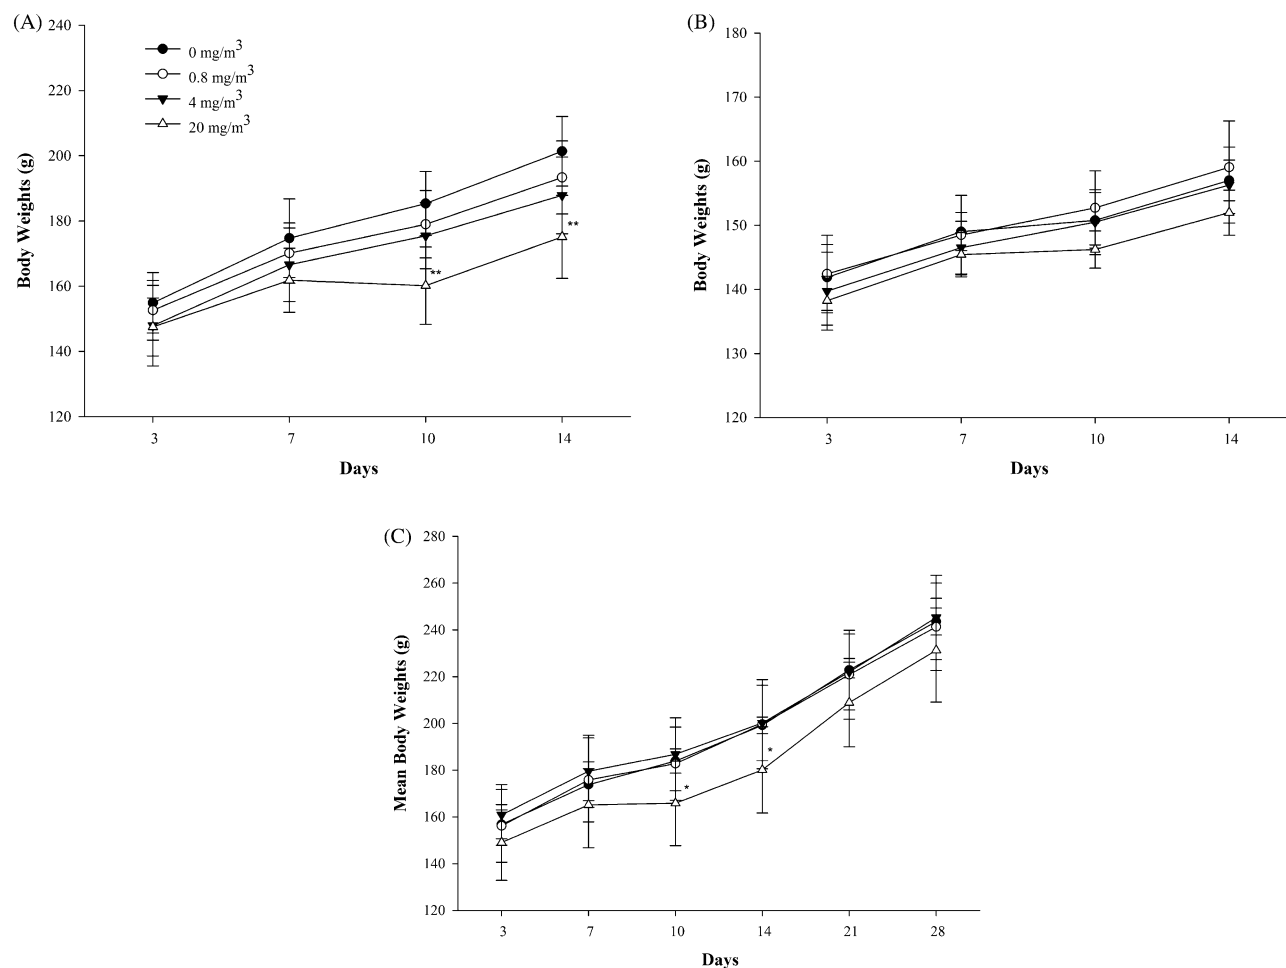 (A)
240
220
200
180
160
140
120
Body Weights (g)
0 mg/m3
0.8 mg/m3
4 mg/m3
20 mg/m3
**
**
3 7 10 14
Days
(B)
180
170
160
150
140
130
120
Body Weights (g)
3 7 10 14
Days
(C)
280
260
240
220
200
180
160
140
120
Mean Body Weights (g)
*
*
3 7 10 14 21 28
Days